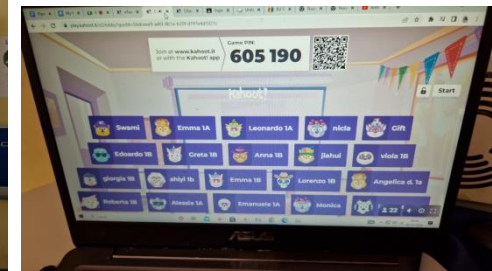 Join at www.kahoot.it
or with the Kahoot! app
Game PIN:
605 190
Kahoot!
Start
Swami
Emma 1A
Leonardo 1A
nicla
Gift
Edoardo 1B
Greta 1B
Anna 1B
jiahui
viola 1B
giorgia 1B
shiyi 1b
Emma 1B
Lorenzo 1B
Angelica d. 1a
Roberta 1B
Alessia 1A
Emanuela 1A
Monica
22
ASUS